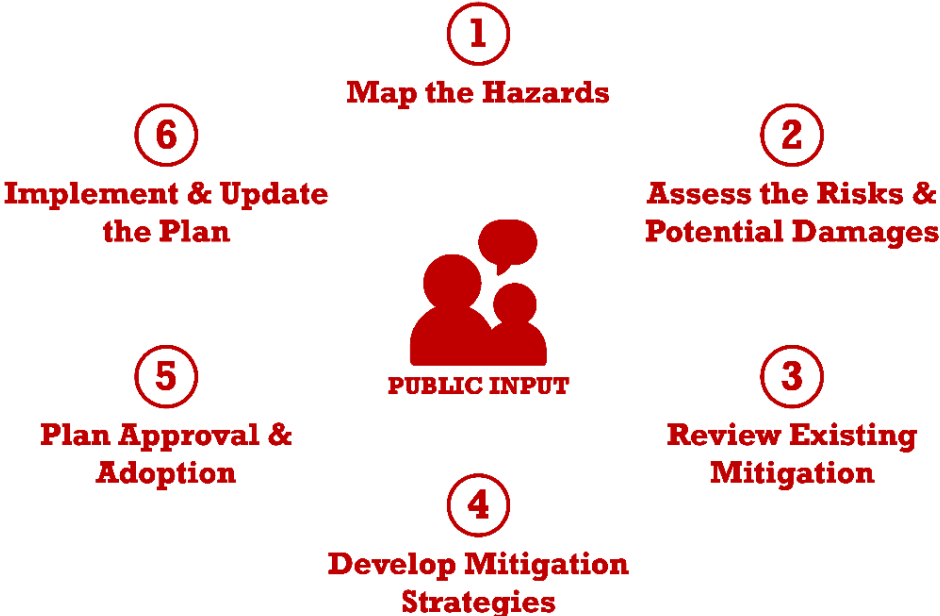 1
Map the Hazards
2
Assess the Risks &
Potential Damages
3
Review Existing
Mitigation
4
Develop Mitigation
Strategies
5
Plan Approval &
Adoption
6
Implement & Update
the Plan
PUBLIC INPUT